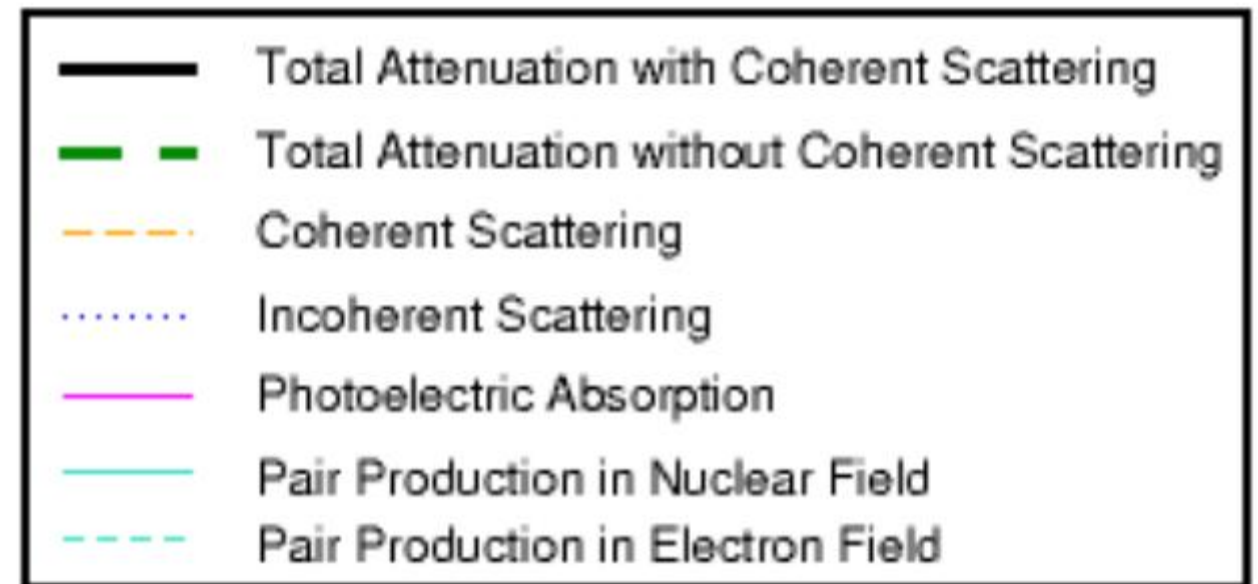 Total Attenuation with Coherent Scattering
Total Attenuation without Coherent Scattering
Coherent Scattering
Incoherent Scattering
Photoelectric Absorption
Pair Production in Nuclear Field
Pair Production in Electron Field